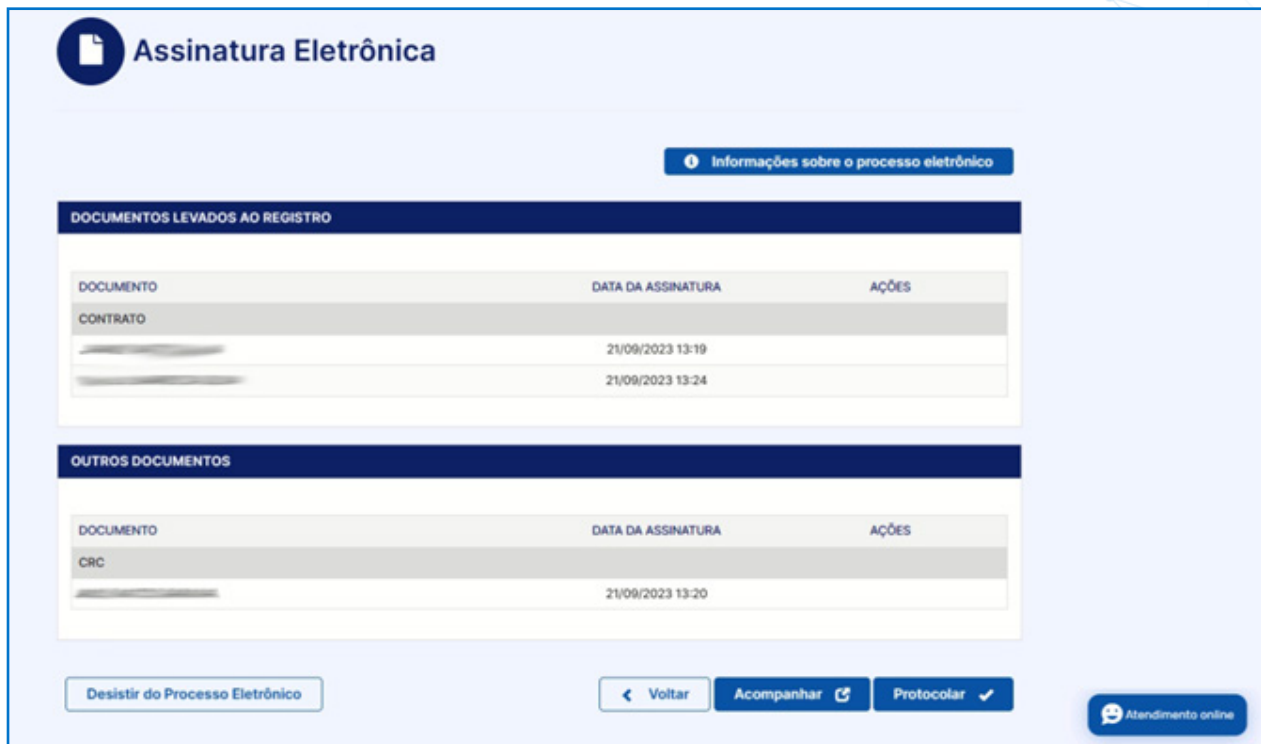 Assinatura Eletrônica
Informações sobre o processo eletrônico
DOCUMENTOS LEVADOS AO REGISTRO
DOCUMENTO DATA DA ASSINATURA AÇÕES
CONTRATO
21/09/2023 13:19
21/09/2023 13:24
OUTROS DOCUMENTOS
DOCUMENTO DATA DA ASSINATURA AÇÕES
CRC
21/09/2023 13:20
Desistir do Processo Eletrônico Voltar Acompanhar Protocolar
Atendimento online